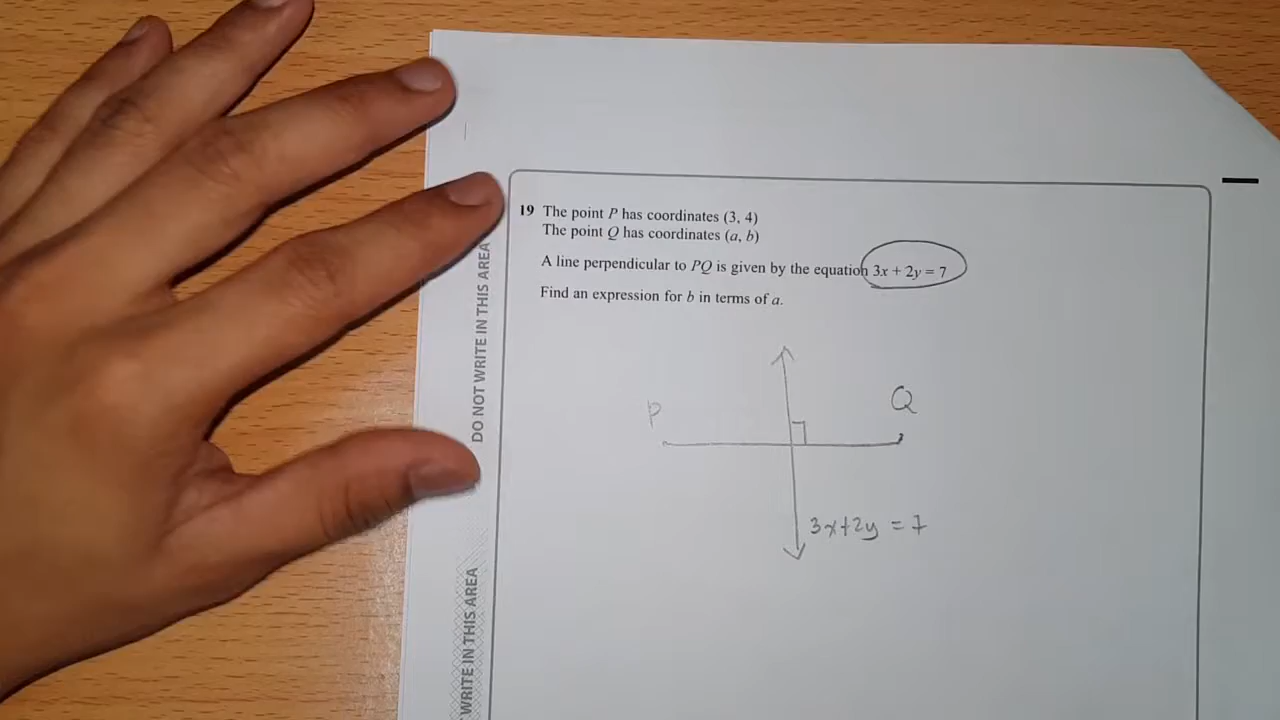 19 The point P has coordinates (3, 4)
The point Q has coordinates (a, b)
A line perpendicular to PQ is given by the equation 3x + 2y = 7
Find an expression for b in terms of a.
P
Q
3x+2y = 7
DO NOT WRITE IN THIS AREA
WRITE IN THIS AREA